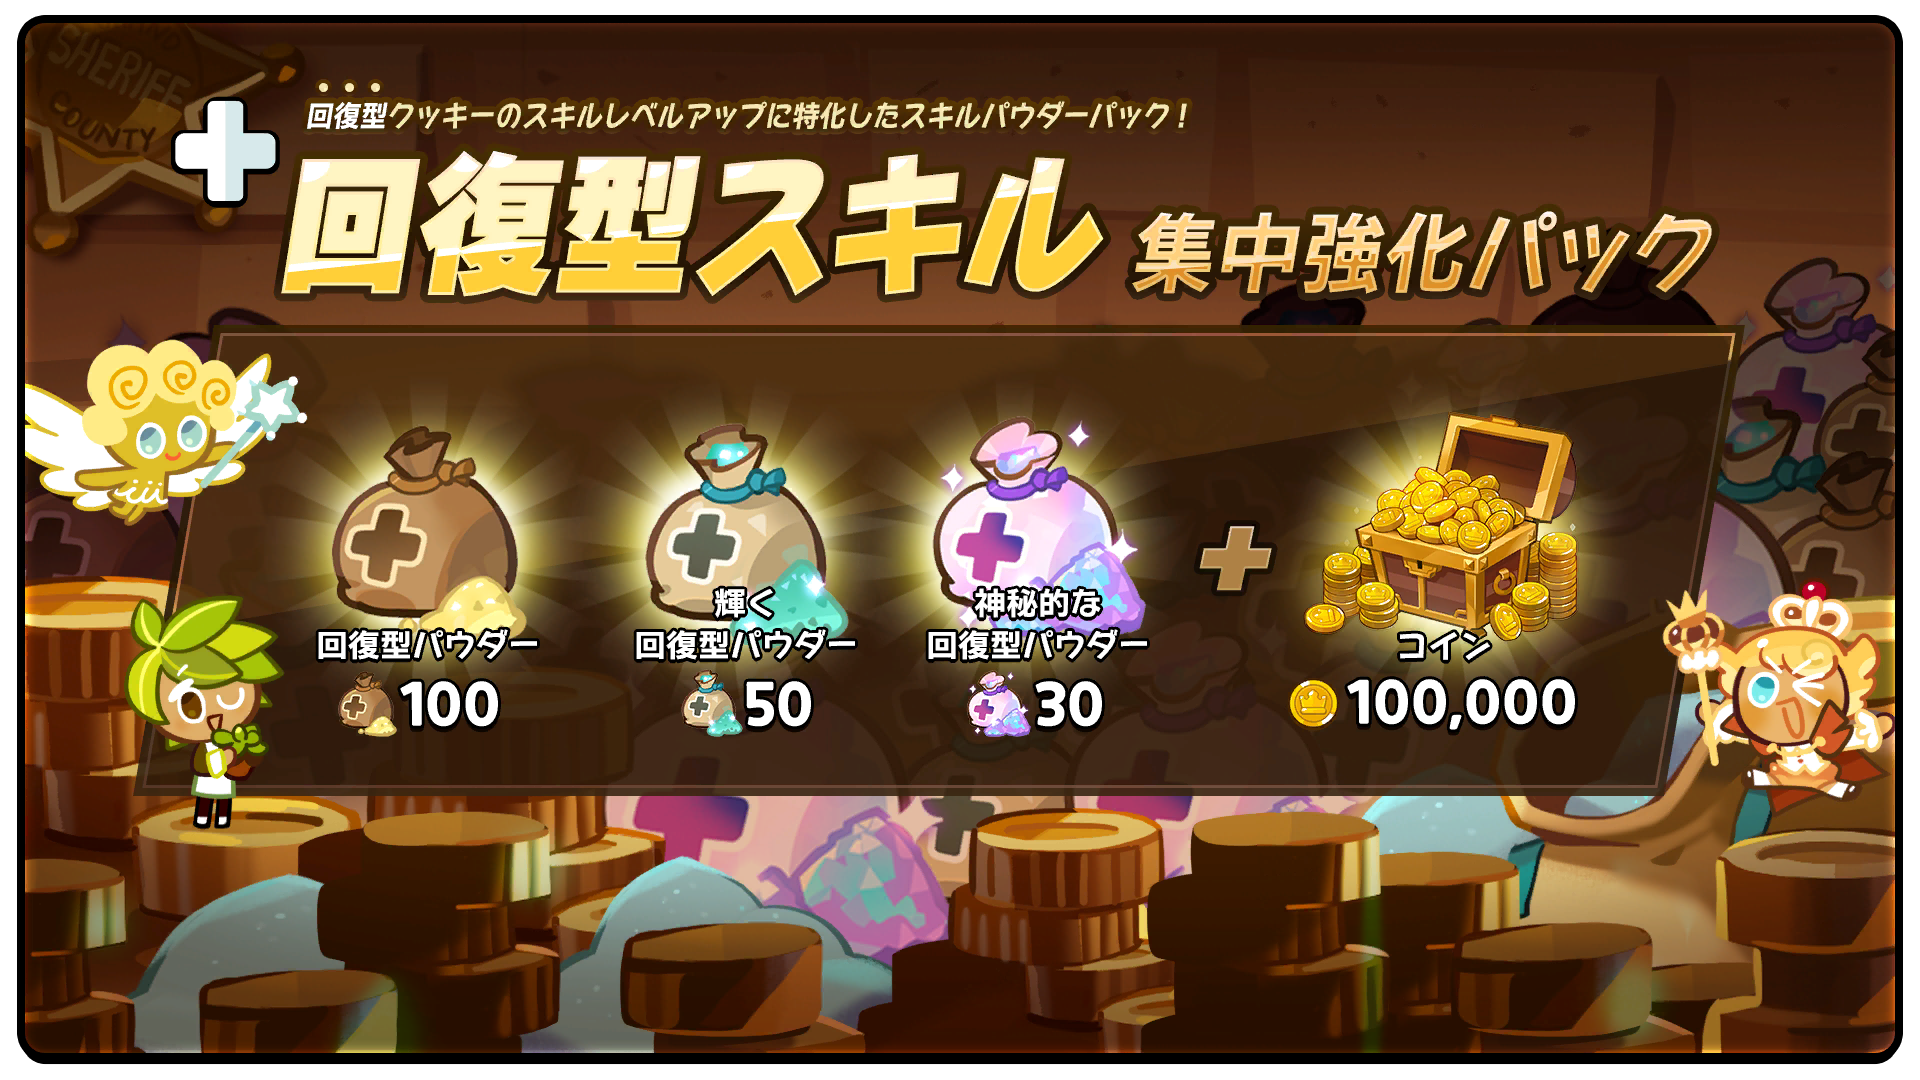 SHERIFF
COUNTY
回復型クッキーのスキルレベルアップに特化したスキルパウダーパック！
回復型スキル 集中強化パック
回復型パウダー
100
輝く
回復型パウダー
50
神秘的な
回復型パウダー
30
コイン
100,000